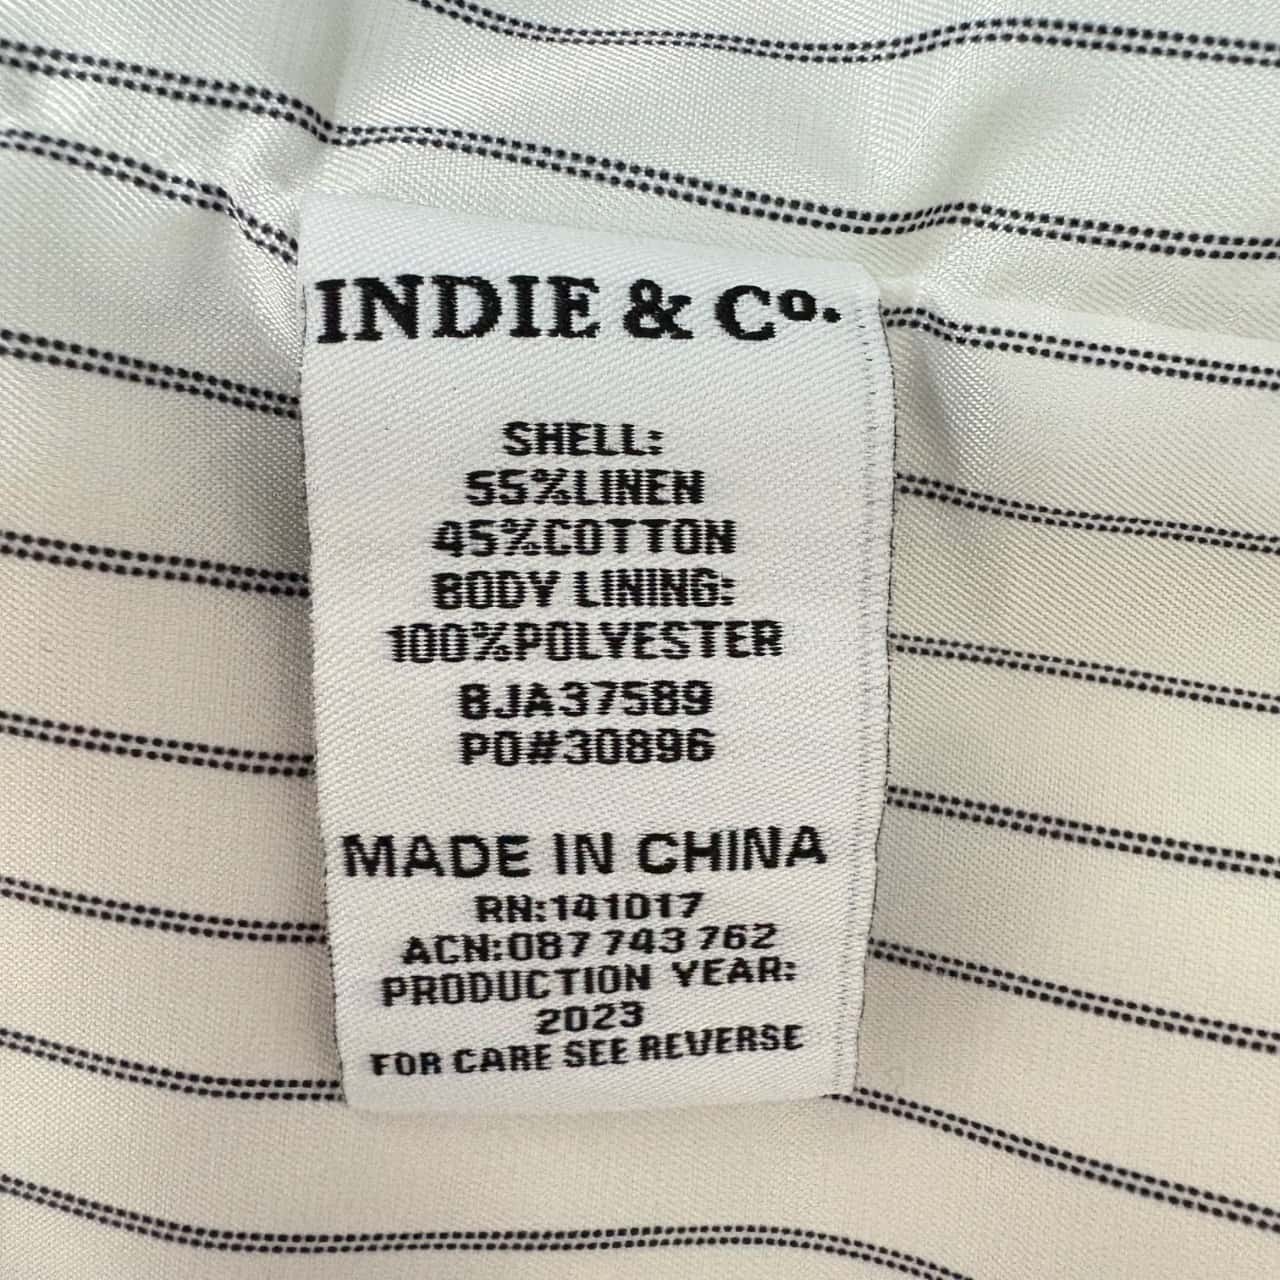 INDIE & Co.
SHELL:
55%LINEN
45%COTTON
BODY LINING:
100%POLYESTER
BJA37589
PO#30896
MADE IN CHINA
RN:141017
ACN:087 743 762
PRODUCTION YEAR:
2023
FOR CARE SEE REVERSE